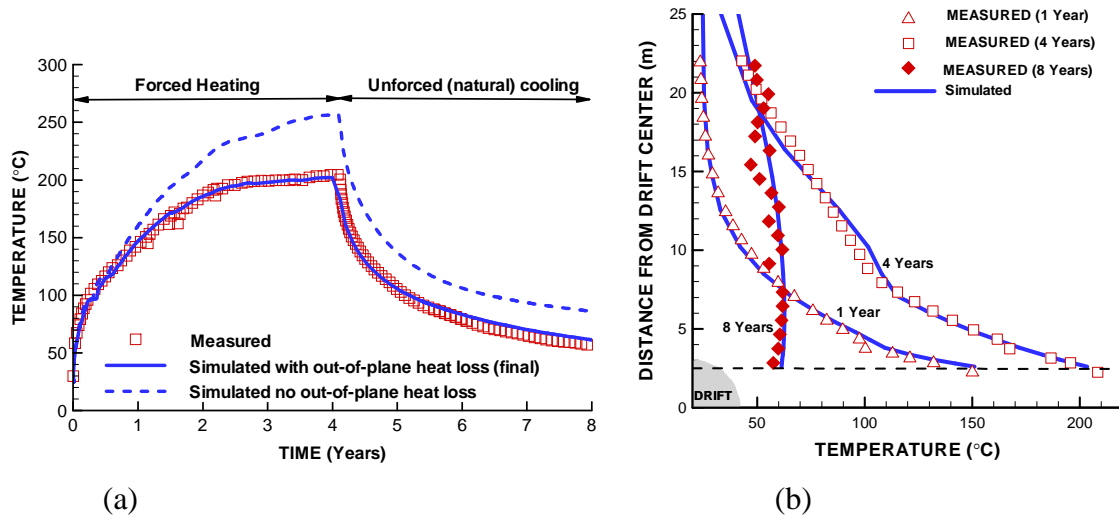 300
250
200
150
100
50
0
TEMPERATURE (°C)
Forced Heating
Unforced (natural) cooling
Measured
Simulated with out-of-plane heat loss (final)
Simulated no out-of-plane heat loss
0 1 2 3 4 5 6 7 8
TIME (Years)
(a)
(b)
25
20
15
10
5
0
DISTANCE FROM DRIFT CENTER (m)
MEASURED (1 Year)
MEASURED (4 Years)
MEASURED (8 Years)
Simulated
4 Years
1 Year
8 Years
DRIFT
50 100 150 200
TEMPERATURE (°C)